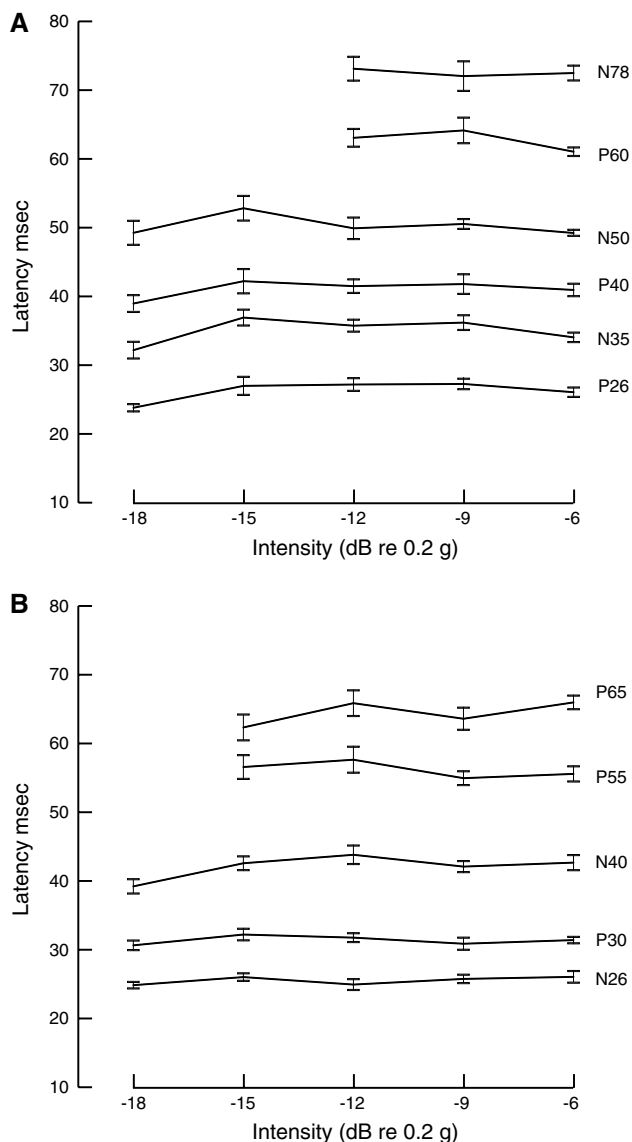 A
80
70
60
50
40
30
20
10
Latency msec
N78
P60
N50
P40
N35
P26
-18 -15 -12 -9 -6
Intensity (dB re 0.2 g)
B
80
70
60
50
40
30
20
10
Latency msec
P65
P55
N40
P30
N26
-18 -15 -12 -9 -6
Intensity (dB re 0.2 g)